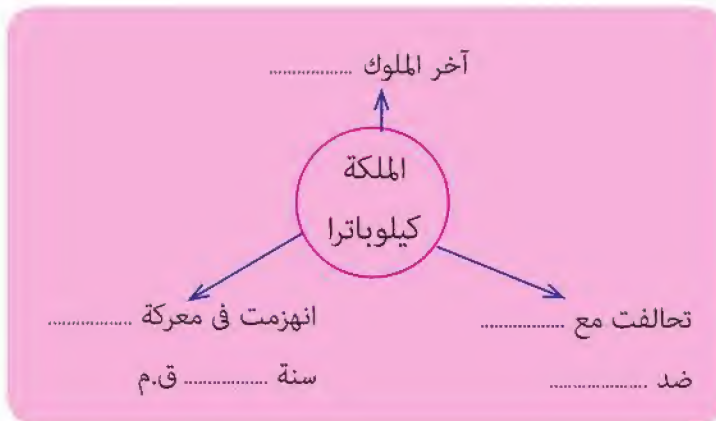 آخر الملوك ................
الملكة
كيلوباترا
تحالفت مع ................
ضد ...................
انهزمت فى معركة ................
سنة ................ ق.م